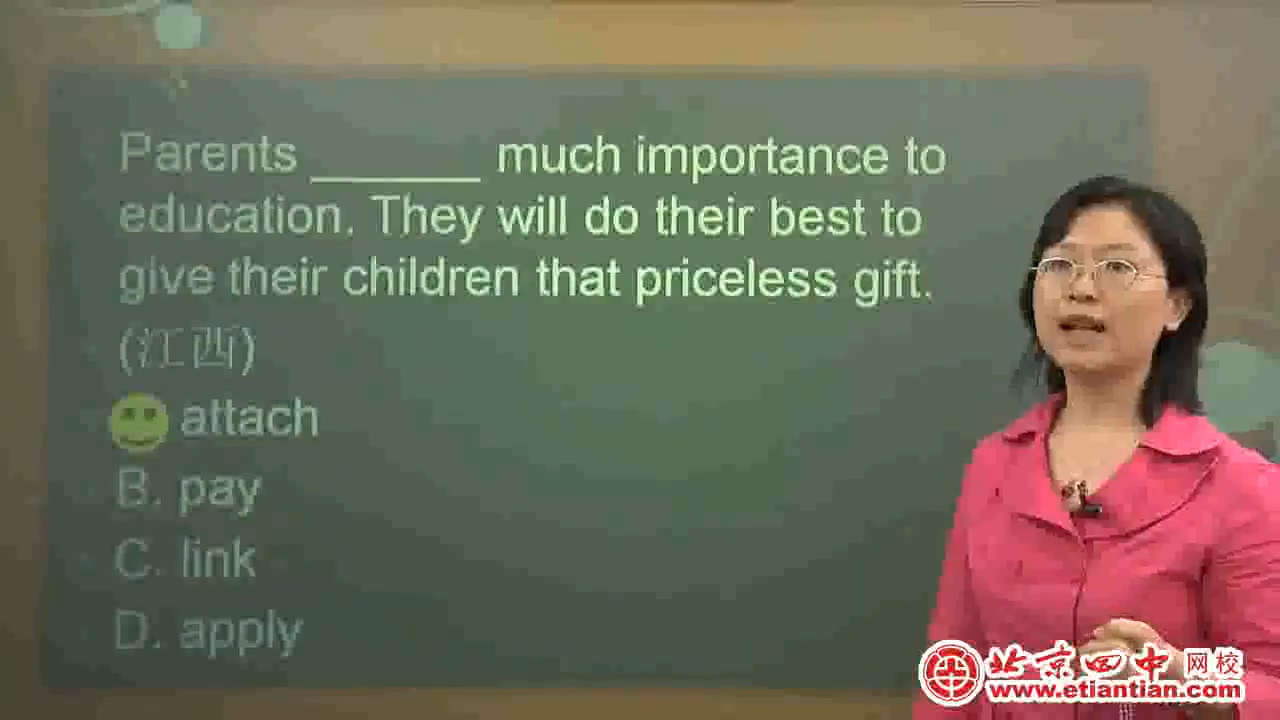 Parents ______ much importance to
education. They will do their best to
give their children that priceless gift.
(江西)
attach
B. pay
C. link
D. apply
北京四中网校
www.etiantian.com